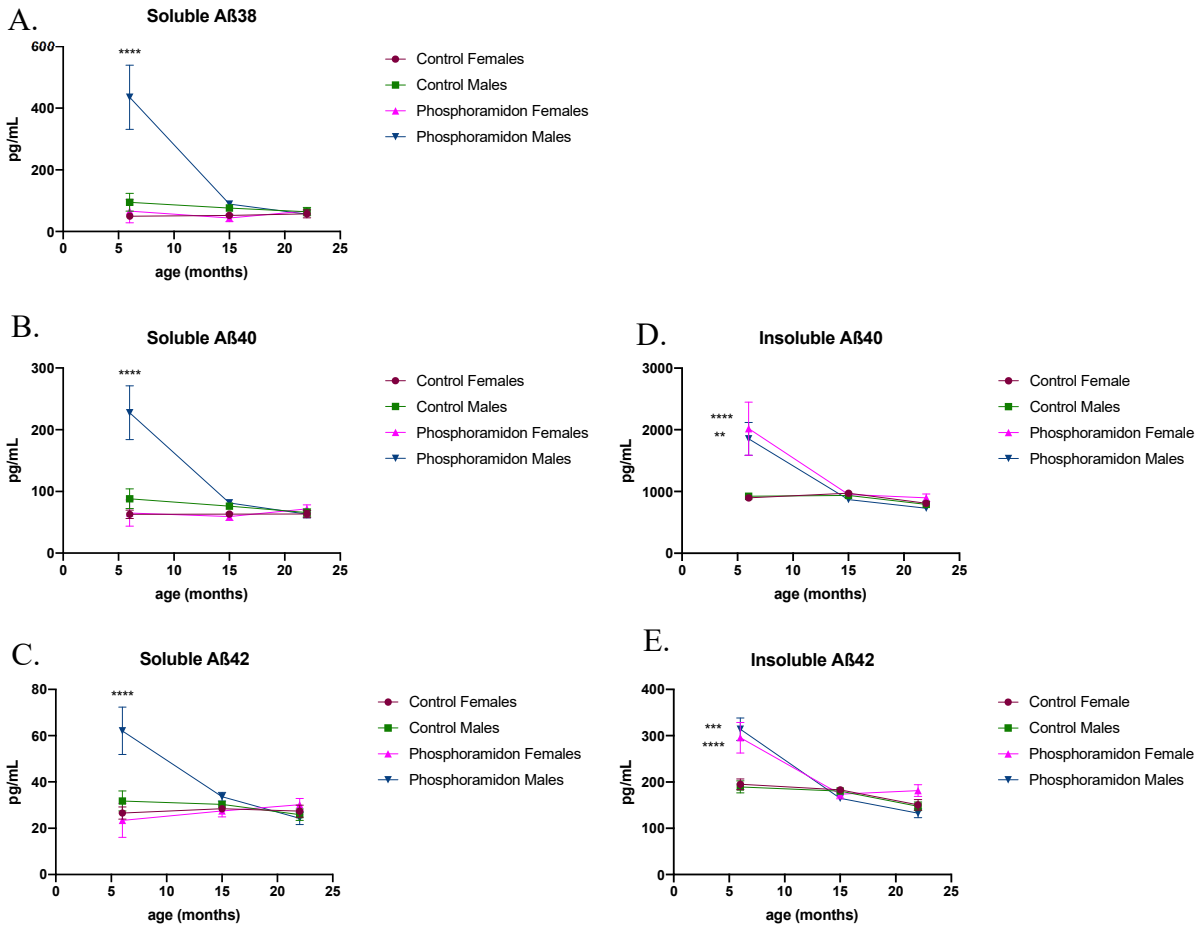 A.
Soluble Aß38
600
400
200
0
pg/mL
****
0 5 10 15 20 25
age (months)
Control Females
Control Males
Phosphoramidon Females
Phosphoramidon Males
B.
Soluble Aß40
300
200
100
0
pg/mL
****
0 5 10 15 20 25
age (months)
Control Females
Control Males
Phosphoramidon Females
Phosphoramidon Males
C.
Soluble Aß42
80
60
40
20
0
pg/mL
****
0 5 10 15 20 25
age (months)
Control Females
Control Males
Phosphoramidon Females
Phosphoramidon Males
D.
Insoluble Aß40
3000
2000
1000
0
pg/mL
****
**
0 5 10 15 20 25
age (months)
Control Female
Control Males
Phosphoramidon Female
Phosphoramidon Males
E.
Insoluble Aß42
400
300
200
100
0
pg/mL
***
****
0 5 10 15 20 25
age (months)
Control Female
Control Males
Phosphoramidon Female
Phosphoramidon Males